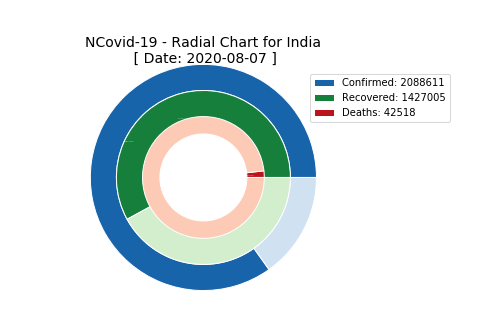 NCovid-19 - Radial Chart for India
[ Date: 2020-08-07 ]
Confirmed: 2088611
Recovered: 1427005
Deaths: 42518